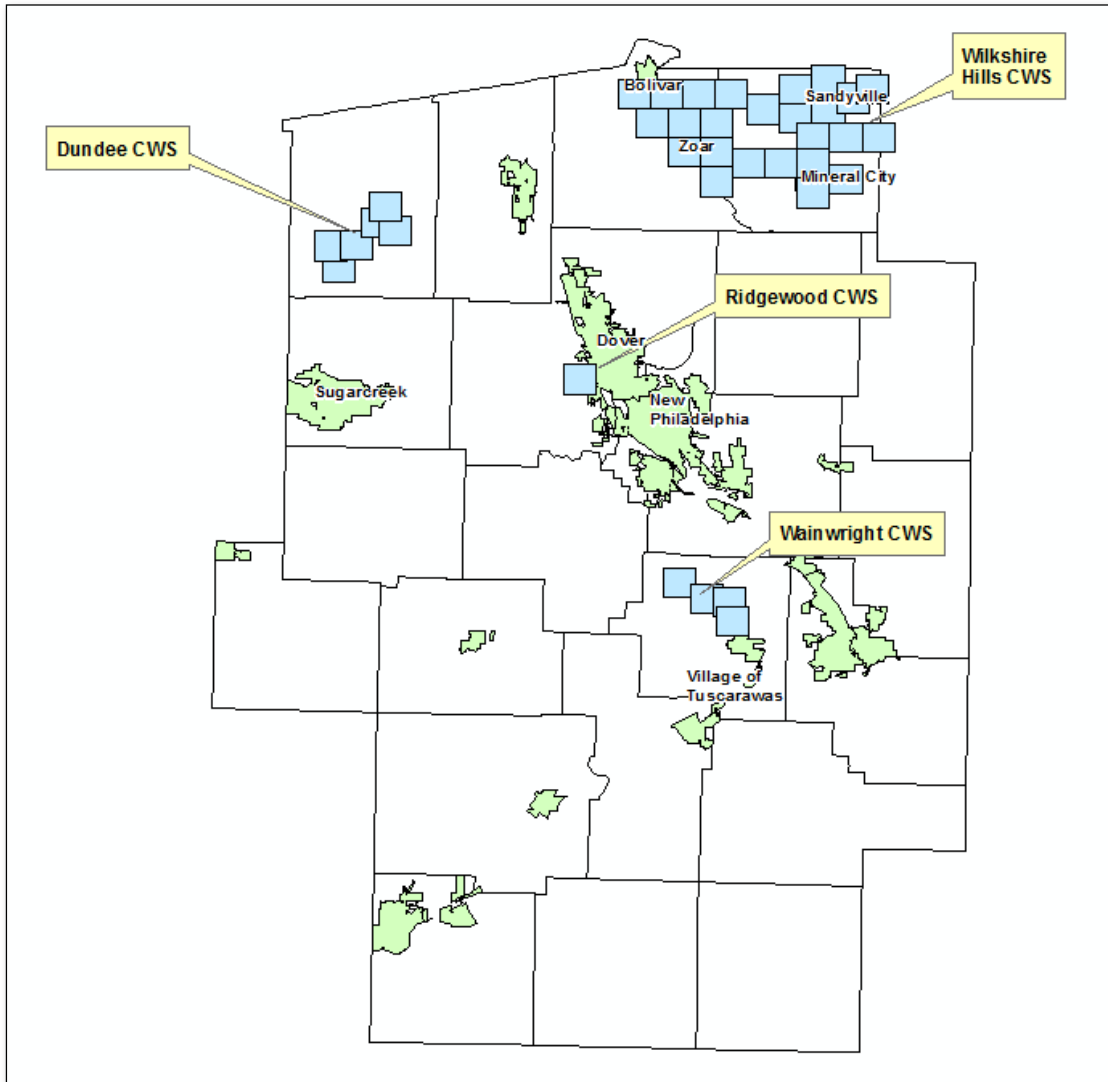 Wilkshire
Hills CWS
Bolivar
Sandyville
Dundee CWS
Zoar
Mineral City
Ridgewood CWS
Dover
Sugarcreek
New
Philadelphia
Wainwright CWS
Village of
Tuscarawas